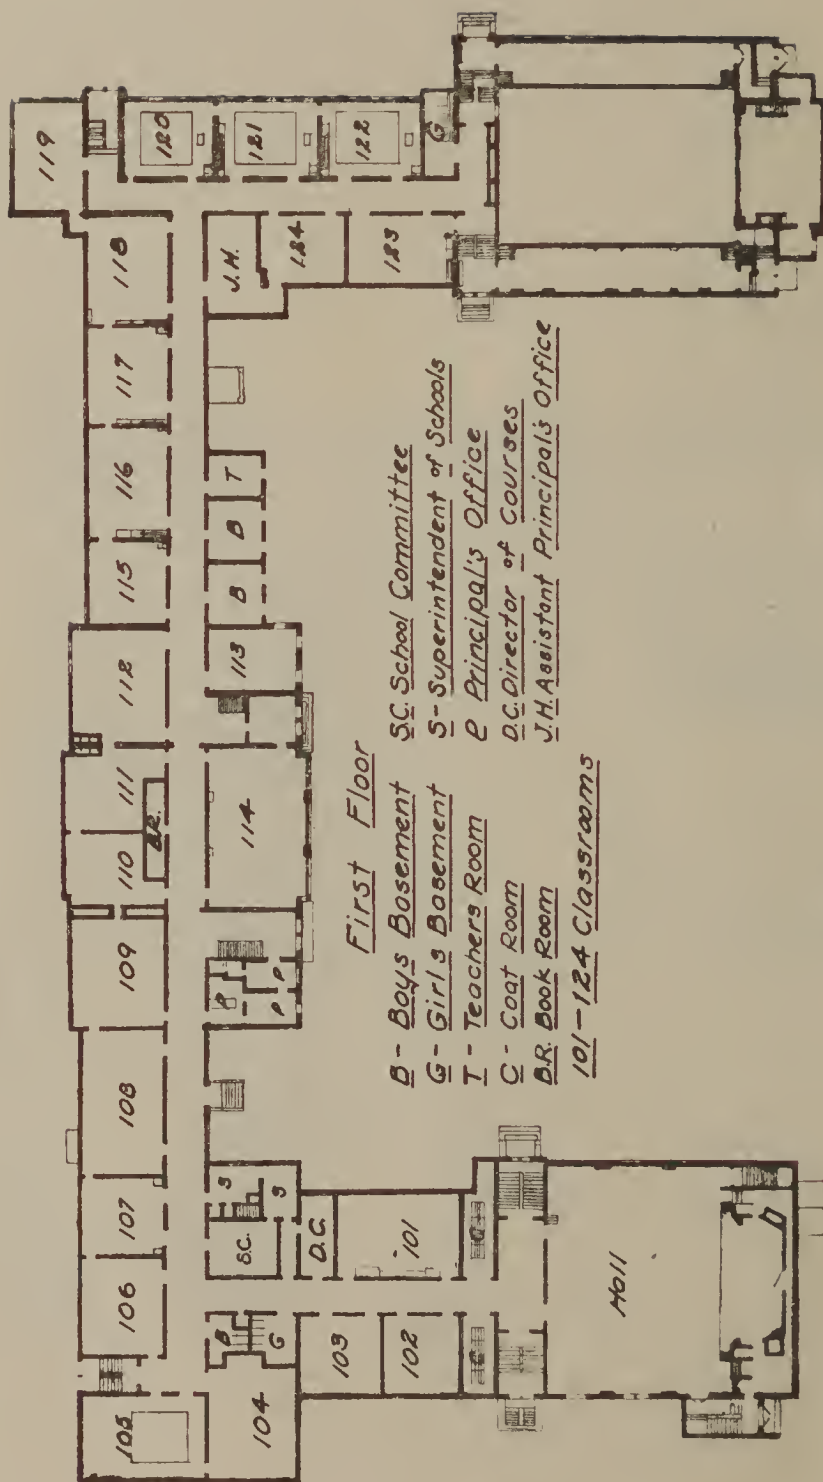 105
106
107
108
109
110
111
B.R.
112
115
116
117
118
119
104
B
G
S.C.
S
S
P
P
P
114
113
B
B
T
J.H.
120
121
122
G
124
123
103
D.C.
102
101
C
C
Hall
First Floor
B - Boys Basement
G - Girls Basement
T - Teachers Room
C - Coat Room
B.R. Book Room
101-124 Classrooms
S.C. School Committee
S - Superintendent of Schools
P Principal's Office
D.C. Director of Courses
J.H. Assistant Principal's Office